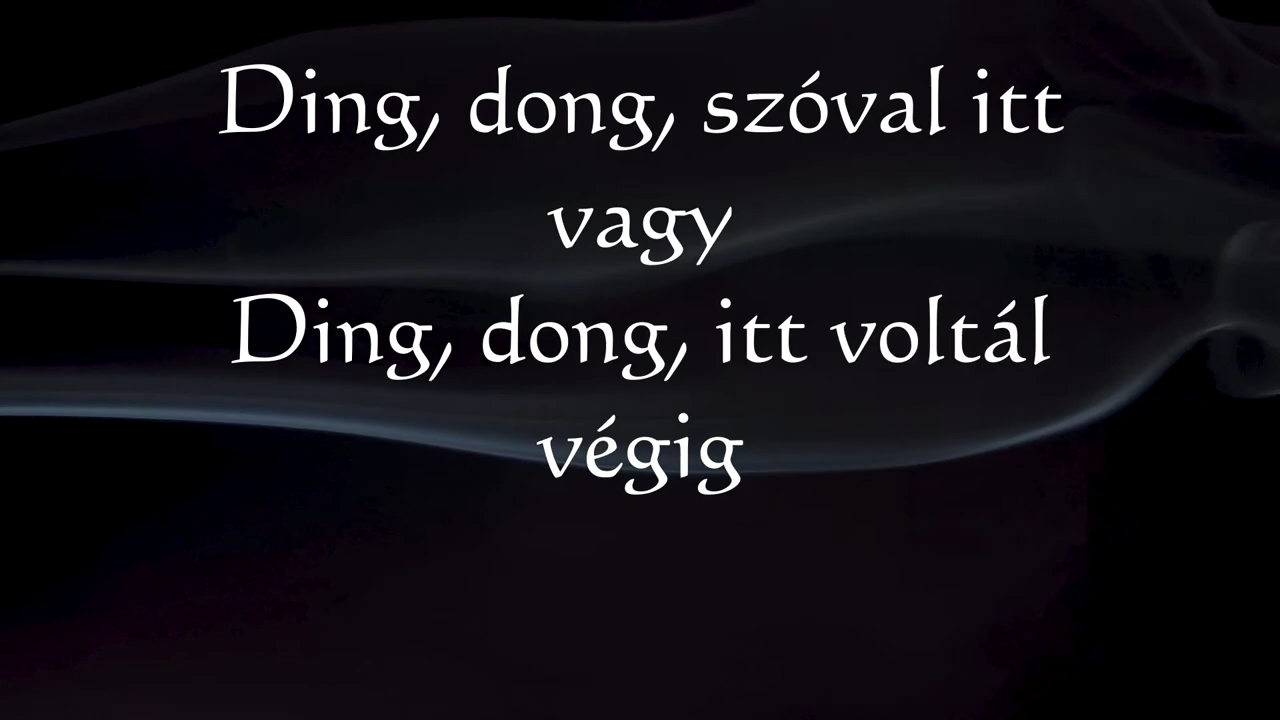 Ding, dong, szóval itt
vagy
Ding, dong, itt voltál
végig